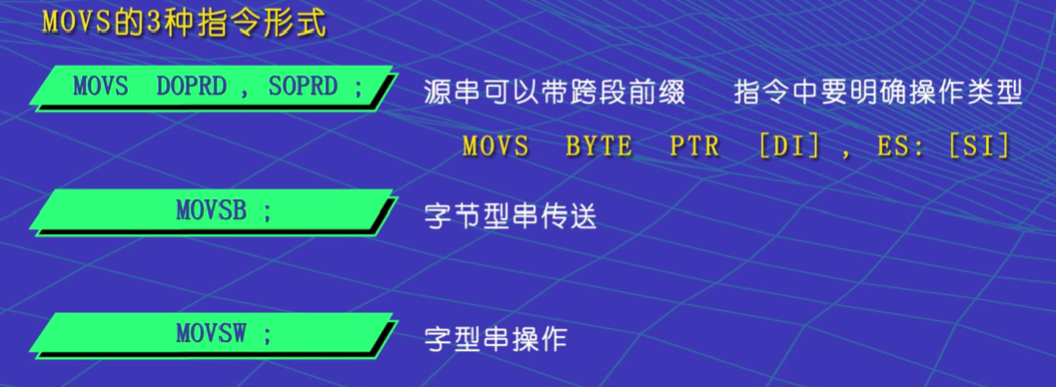 MOVS的3种指令形式
MOVS DOPRD , SOPRD ;
源串可以带跨段前缀 指令中要明确操作类型
MOVS BYTE PTR [DI] , ES: [SI]
MOVSB ;
字节型串传送
MOVSW ;
字型串操作